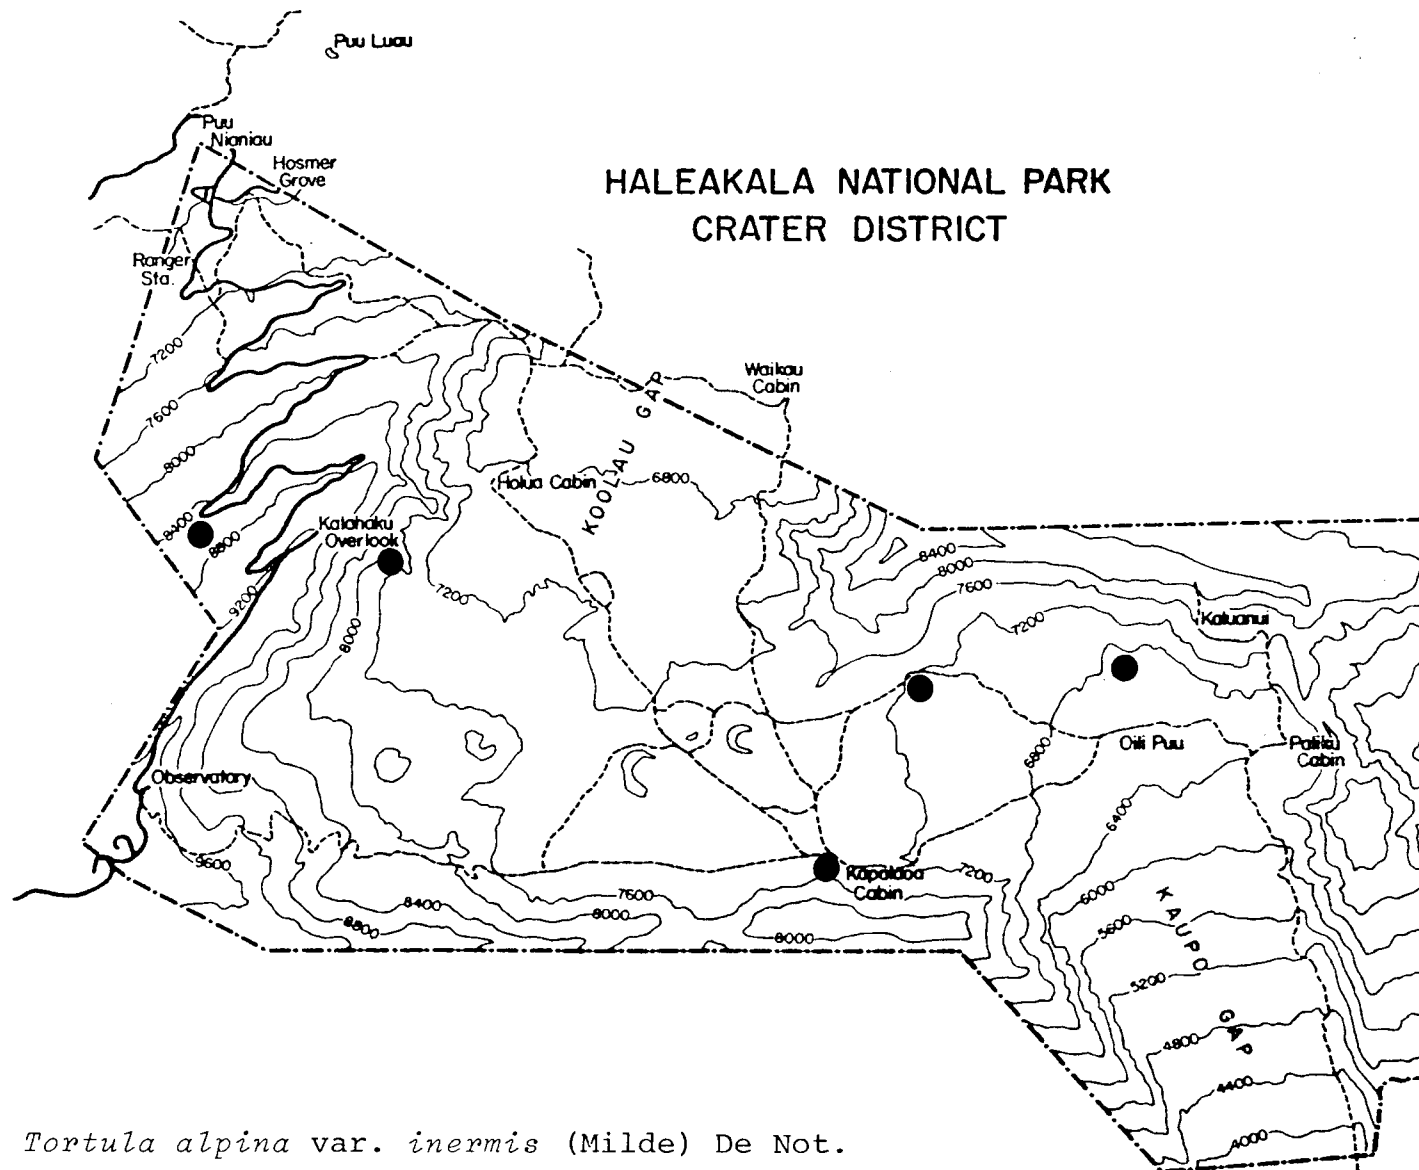 Puu Luau
Puu
Nianiau
Hosmer
Grove
HALEAKALA NATIONAL PARK
CRATER DISTRICT
Ranger
Sta.
7200
7600
8000
8400
8800
9200
Waikau
Cabin
KOOLAU GAP
Holua Cabin
6800
Kalahaku
Overlook
7200
8000
8400
8000
7600
7200
Kaluanui
6800
Oili Puu
Paliku
Cabin
6400
Observatary
9600
8400
8800
7600
8000
8000
Kapalaoa
Cabin
7200
6000
5600
5200
4800
4400
4000
KAUPO GAP
Tortula alpina var. inermis (Milde) De Not.